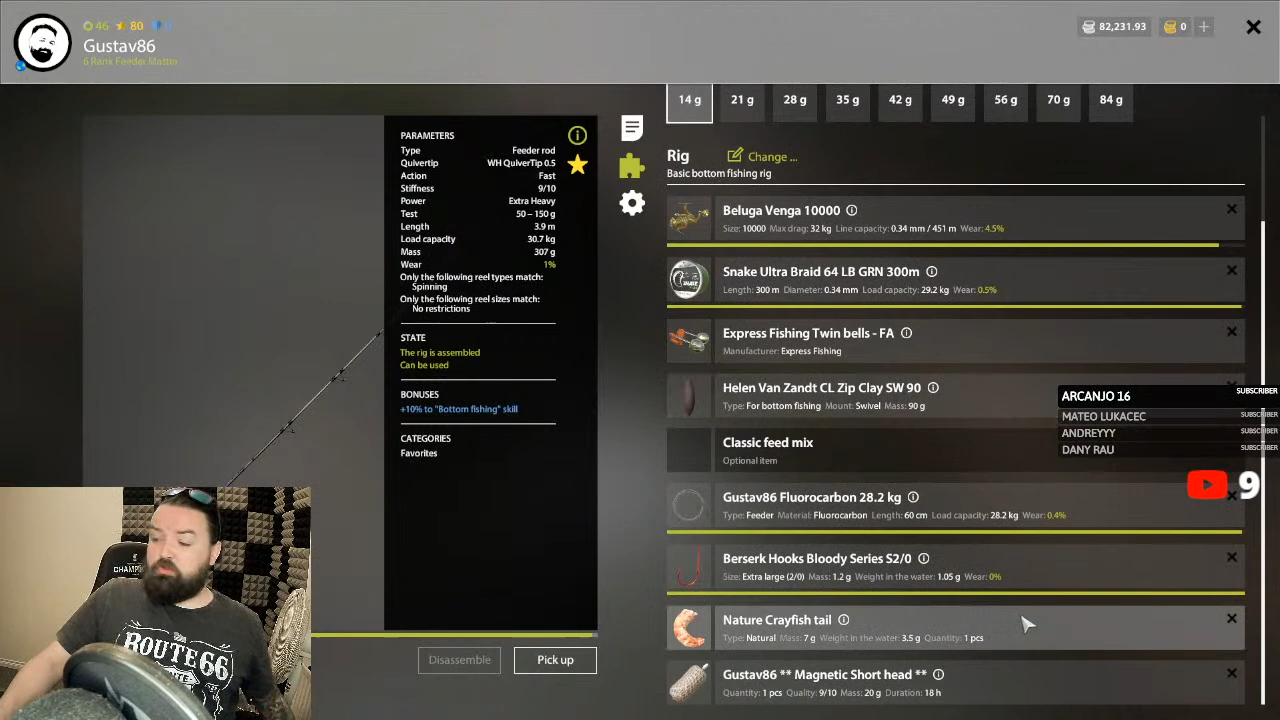 46 80
Gustav86
6 Rank Feeder Master
82,231.93 0 +
14 g 21 g 28 g 35 g 42 g 49 g 56 g 70 g 84 g
PARAMETERS
Type Feeder rod
Quivertip WH QuiverTip 0.5
Action Fast
Stiffness 9/10
Power Extra Heavy
Test 50 – 150 g
Length 3.9 m
Load capacity 30.7 kg
Mass 307 g
Wear 1%
Only the following reel types match:
Spinning
Only the following reel sizes match:
No restrictions
STATE
The rig is assembled
Can be used
BONUSES
+10% to "Bottom fishing" skill
CATEGORIES
Favorites
Disassemble Pick up
Rig Change ...
Basic bottom fishing rig
Beluga Venga 10000
Size: 10000 Max drag: 32 kg Line capacity: 0.34 mm / 451 m Wear: 4.5%
Snake Ultra Braid 64 LB GRN 300m
Length: 300 m Diameter: 0.34 mm Load capacity: 29.2 kg Wear: 0.5%
Express Fishing Twin bells - FA
Manufacturer: Express Fishing
Helen Van Zandt CL Zip Clay SW 90
Type: For bottom fishing Mount: Swivel Mass: 90 g
Classic feed mix
Optional item
Gustav86 Fluorocarbon 28.2 kg
Type: Feeder Material: Fluorocarbon Length: 60 cm Load capacity: 28.2 kg Wear: 0.4%
Berserk Hooks Bloody Series S2/0
Size: Extra large (2/0) Mass: 1.2 g Weight in the water: 1.05 g Wear: 0%
Nature Crayfish tail
Type: Natural Mass: 7 g Weight in the water: 3.5 g Quantity: 1 pcs
Gustav86 ** Magnetic Short head **
Quantity: 1 pcs Quality: 9/10 Mass: 20 g Duration: 18 h
ARCANJO 16 SUBSCRIBER
MATEO LUKACEC SUBSCRIBER
ANDREYYY SUBSCRIBER
DANY RAU SUBSCRIBER
9
CHAMP
ROUTE
66